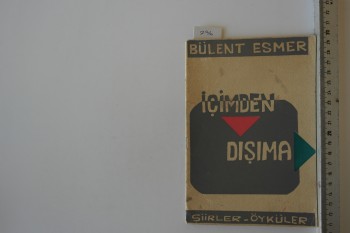 BÜLENT ESMER
İÇİMDEN
DIŞIMA
ŞİİRLER-ÖYKÜLER